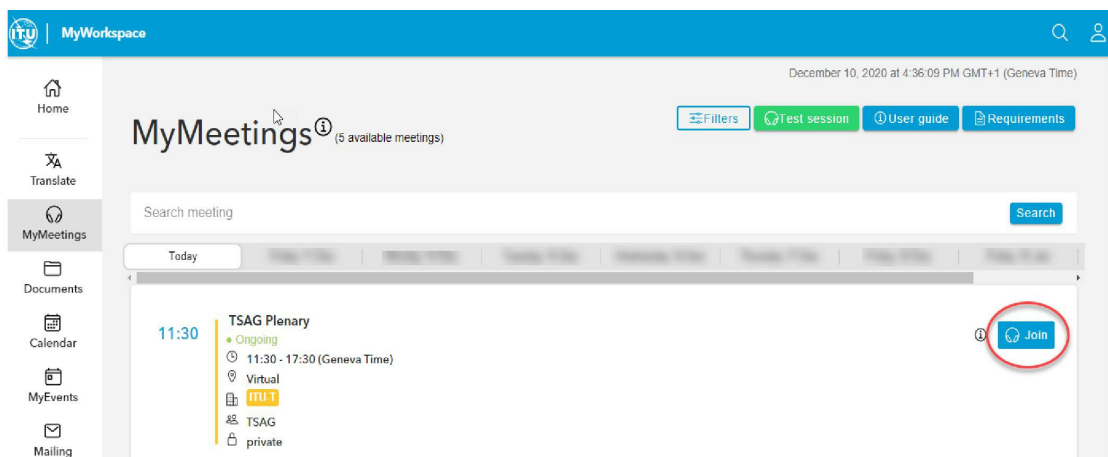 ITU MyWorkspace
December 10, 2020 at 4:36:09 PM GMT+1 (Geneva Time)
Home
Translate
MyMeetings
Documents
Calendar
MyEvents
Mailing
MyMeetings (5 available meetings)
Filters Test session User guide Requirements
Search meeting Search
Today
11:30 TSAG Plenary Join
Ongoing
11:30 - 17:30 (Geneva Time)
Virtual
ITU-T
TSAG
private